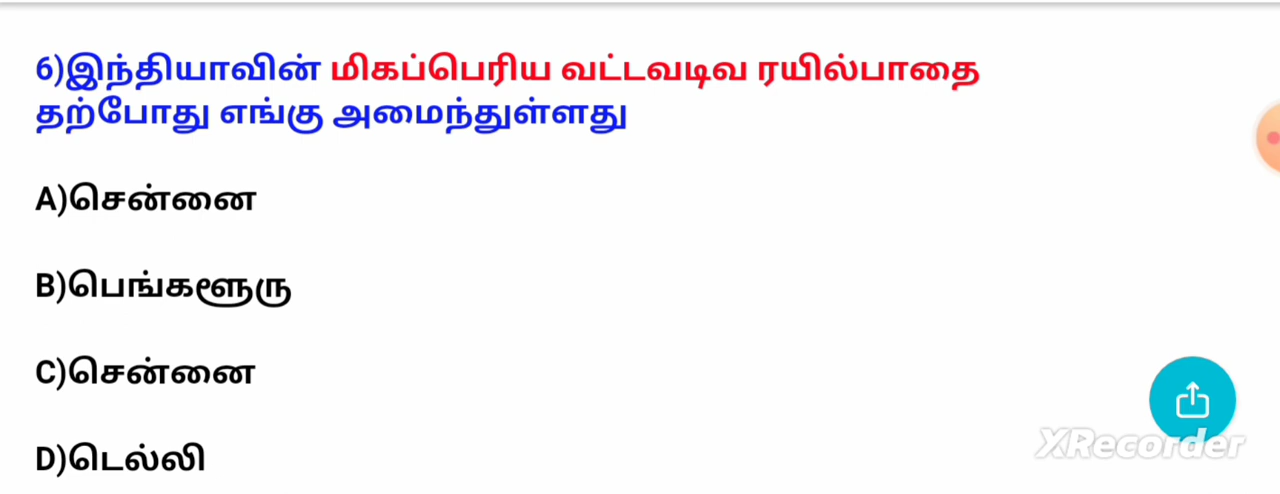 6)இந்தியாவின் மிகப்பெரிய வட்டவடிவ ரயில்பாதை
தற்போது எங்கு அமைந்துள்ளது
A)சென்னை
B)பெங்களூரு
C)சென்னை
D)டெல்லி
XRecorder